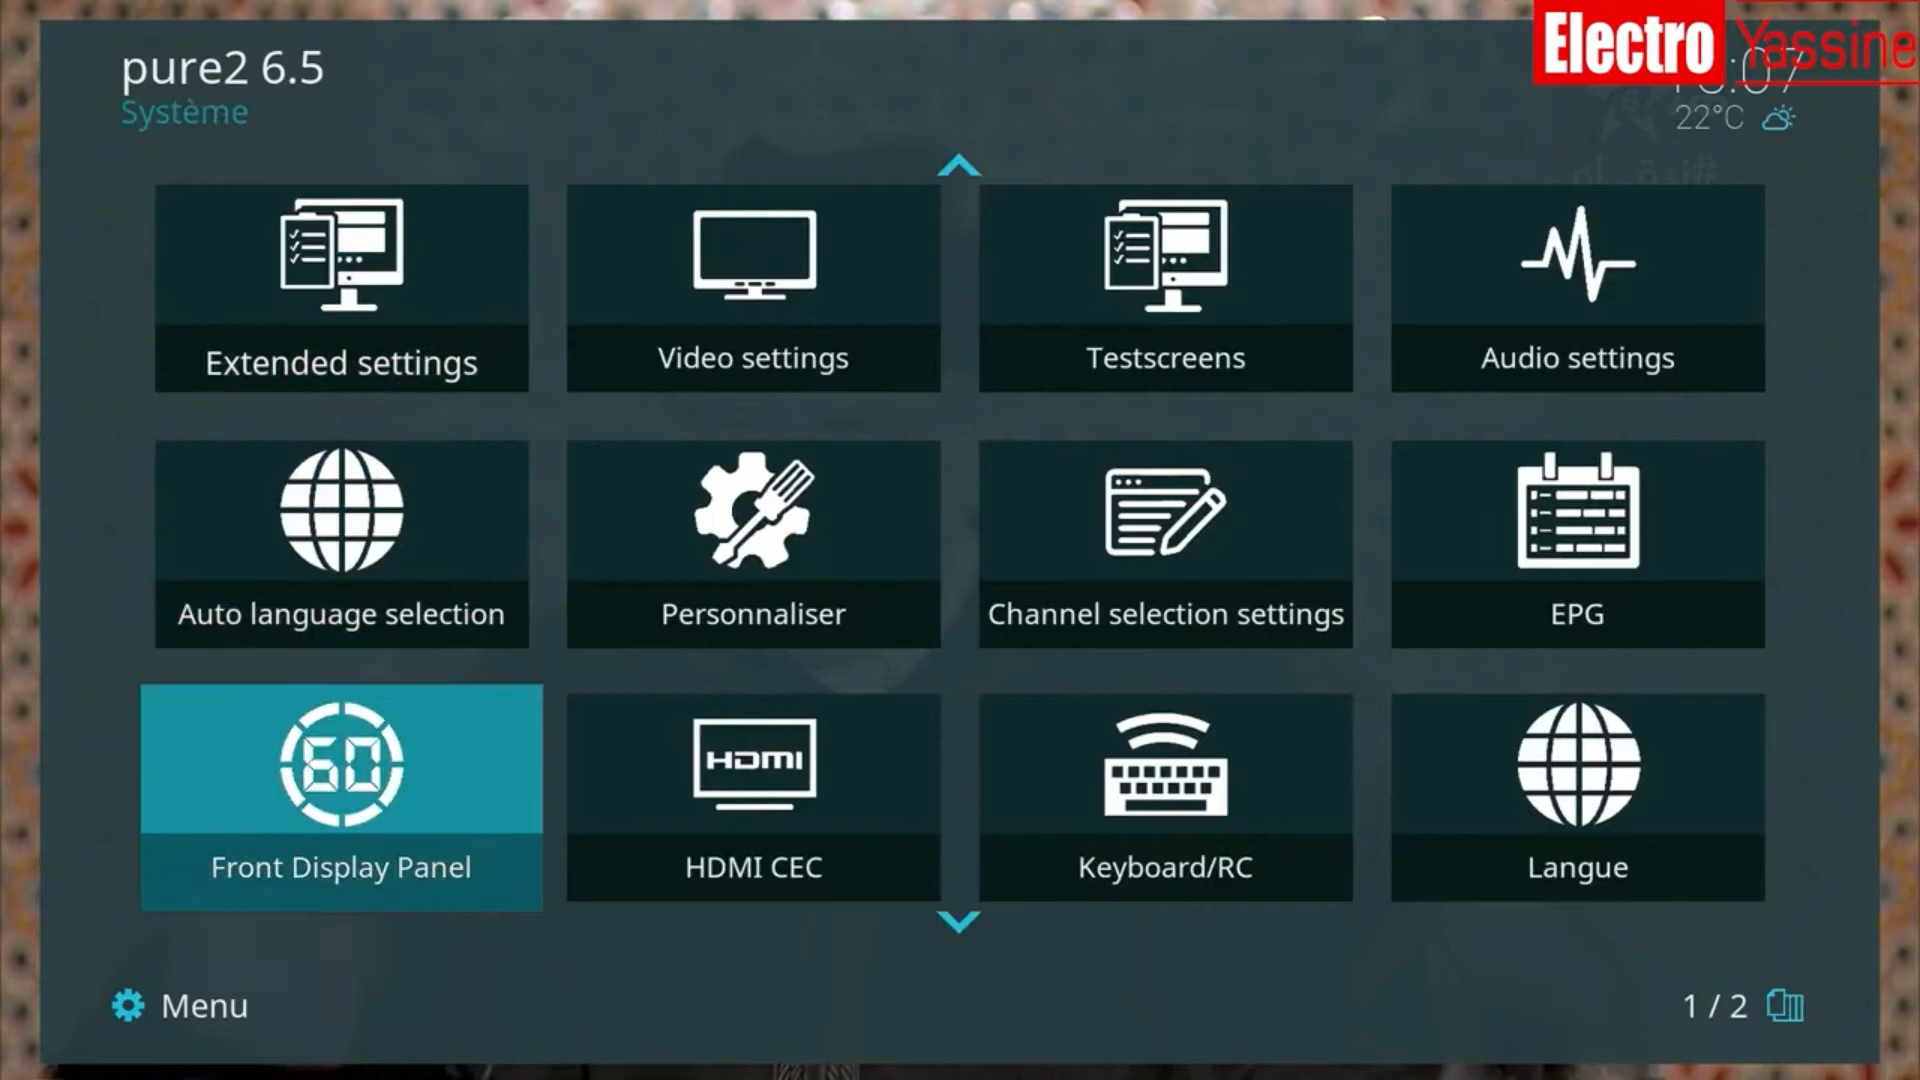 pure2 6.5
Système
Electro Yassine
22°C
Extended settings
Video settings
Testscreens
Audio settings
Auto language selection
Personnaliser
Channel selection settings
EPG
60
Front Display Panel
HDMI
HDMI CEC
Keyboard/RC
Langue
Menu
1 / 2